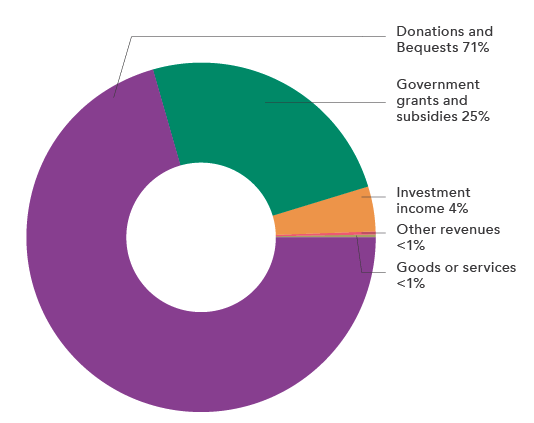 Donations and
Bequests 71%
Government
grants and
subsidies 25%
Investment
income 4%
Other revenues
<1%
Goods or services
<1%